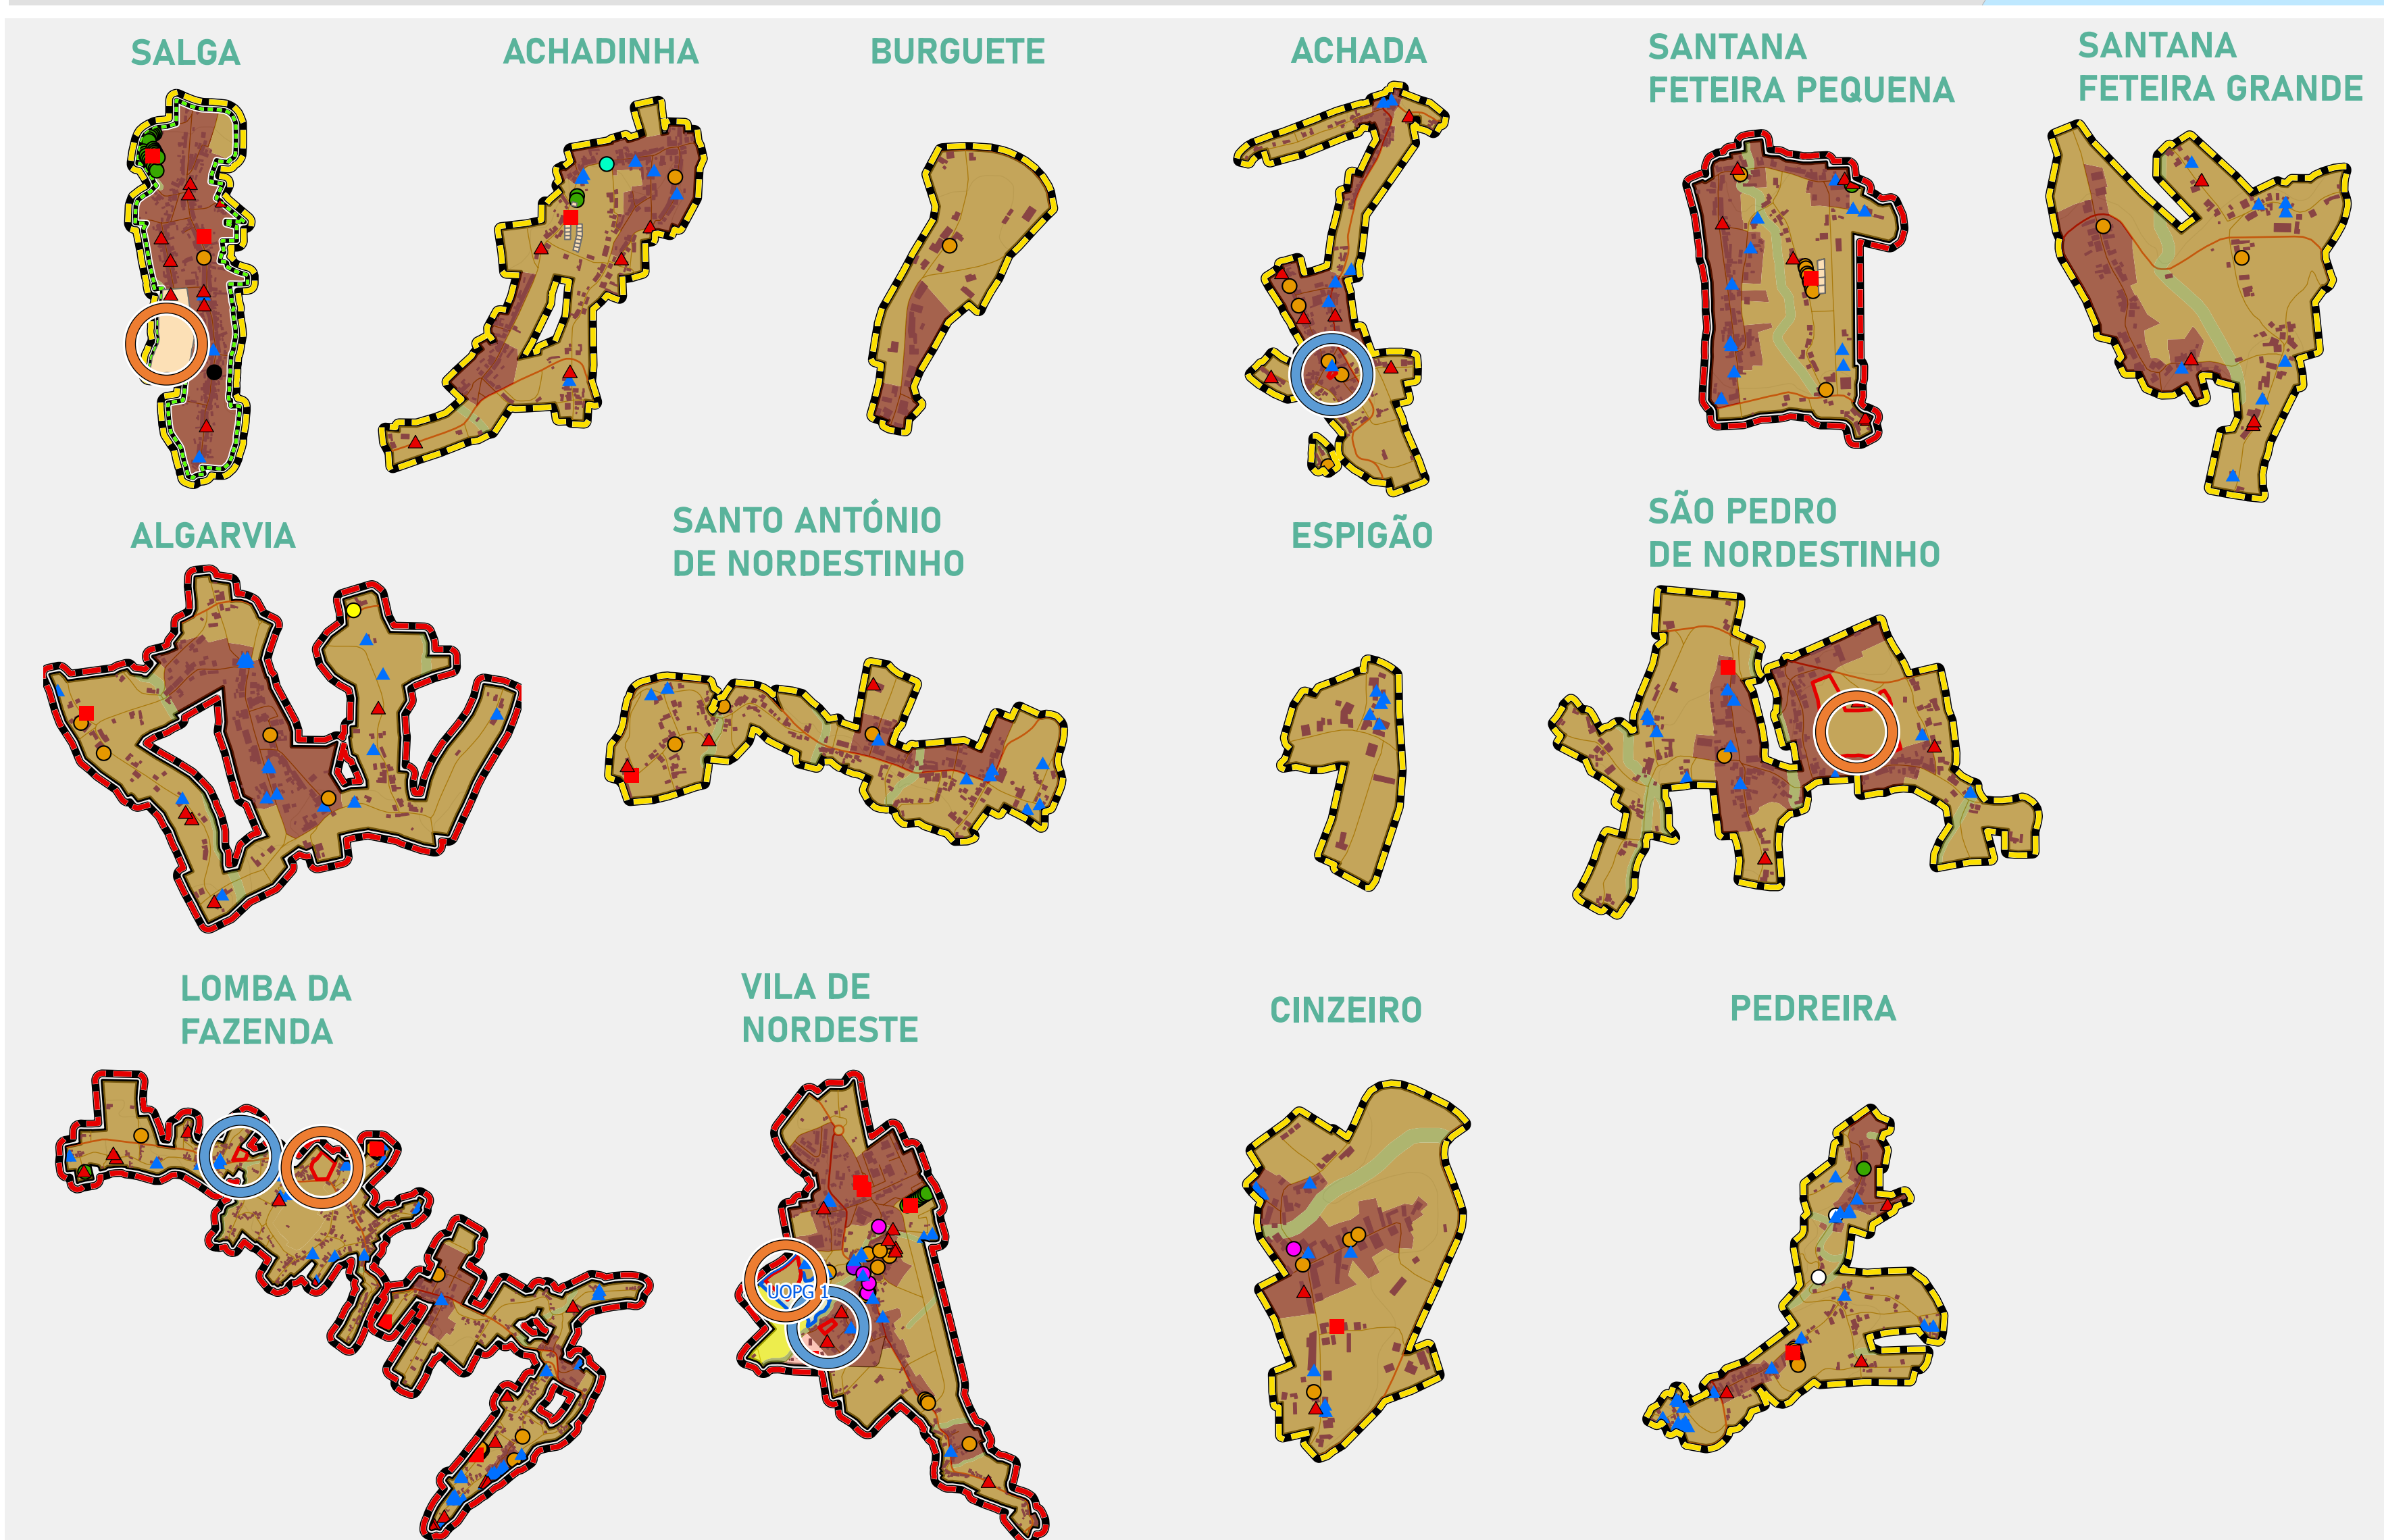 SALGA
ACHADINHA
BURGUETE
ACHADA
SANTANA
FETEIRA PEQUENA
SANTANA
FETEIRA GRANDE
ALGARVIA
SANTO ANTÓNIO
DE NORDESTINHO
ESPIGÃO
SÃO PEDRO
DE NORDESTINHO
LOMBA DA
FAZENDA
VILA DE
NORDESTE
CINZEIRO
PEDREIRA
UOPG 1